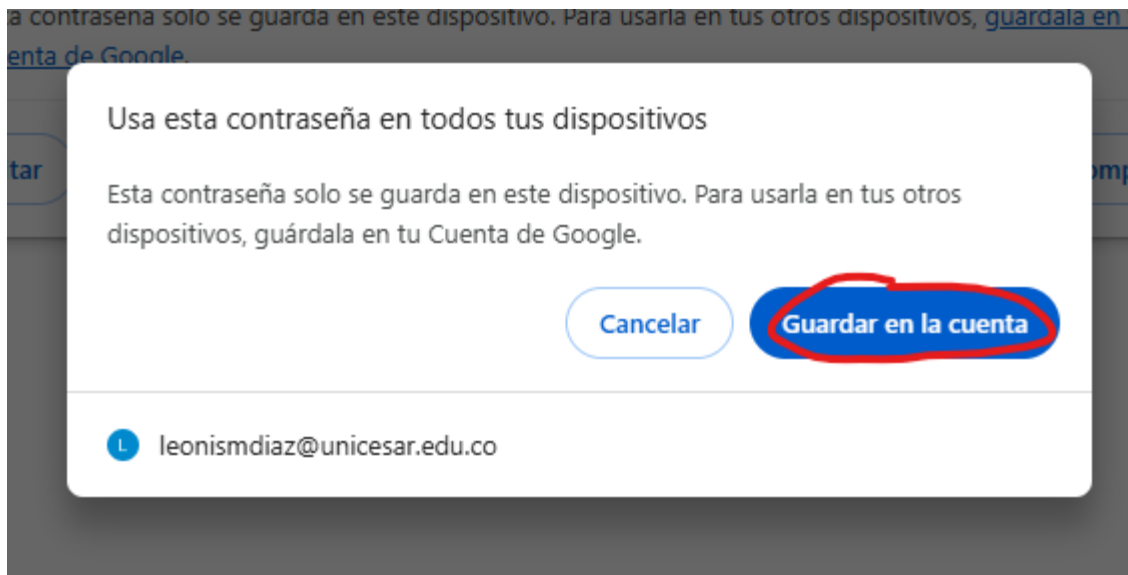 a contraseña solo se guarda en este dispositivo. Para usarla en tus otros dispositivos, guárdala en
enta de Google.
Usa esta contraseña en todos tus dispositivos
Esta contraseña solo se guarda en este dispositivo. Para usarla en tus otros
dispositivos, guárdala en tu Cuenta de Google.
tar
omp
Cancelar
Guardar en la cuenta
L
leonismdiaz@unicesar.edu.co